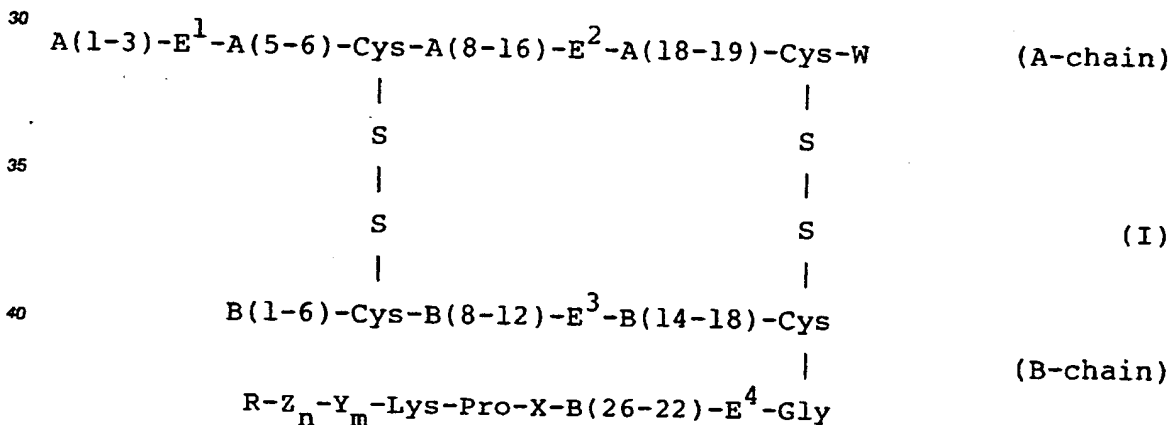 30
A(1-3)-E¹-A(5-6)-Cys-A(8-16)-E²-A(18-19)-Cys-W (A-chain)
| |
S S
35
| |
S S
(I)
| |
40 B(1-6)-Cys-B(8-12)-E³-B(14-18)-Cys
| (B-chain)
R-Zₙ-Yₘ-Lys-Pro-X-B(26-22)-E⁴-Gly